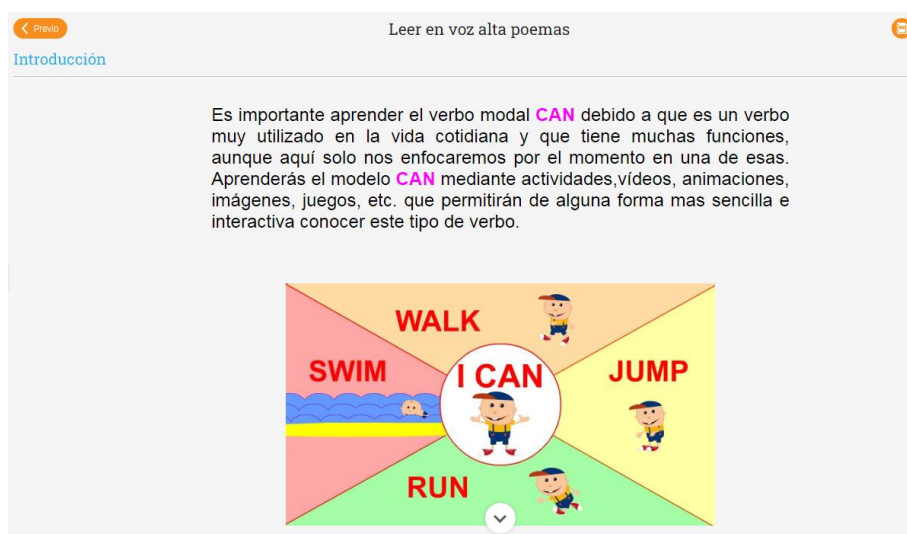 Previo
Leer en voz alta poemas
Introducción
Es importante aprender el verbo modal CAN debido a que es un verbo
muy utilizado en la vida cotidiana y que tiene muchas funciones,
aunque aquí solo nos enfocaremos por el momento en una de esas.
Aprenderás el modelo CAN mediante actividades,vídeos, animaciones,
imágenes, juegos, etc. que permitirán de alguna forma mas sencilla e
interactiva conocer este tipo de verbo.
WALK
SWIM
I CAN
JUMP
RUN